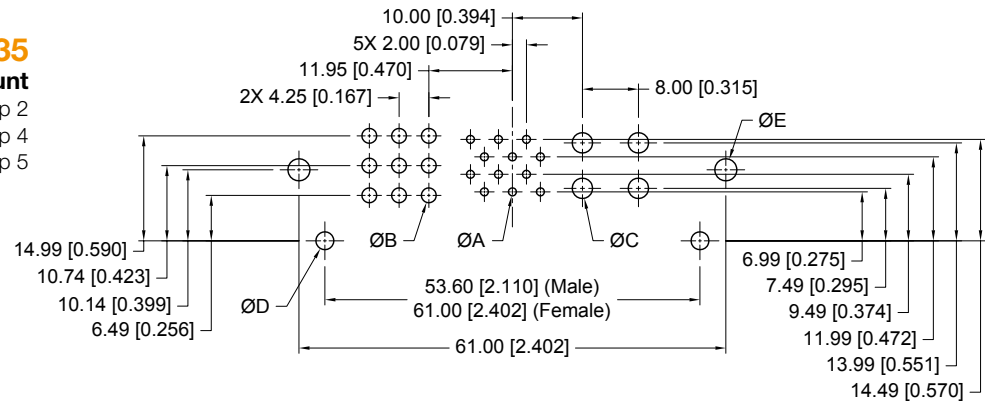 35
unt
p 2
p 4
p 5
10.00 [0.394]
5X 2.00 [0.079]
11.95 [0.470]
2X 4.25 [0.167]
8.00 [0.315]
ØE
ØB
ØA
ØC
14.99 [0.590]
10.74 [0.423]
10.14 [0.399]
6.49 [0.256]
ØD
53.60 [2.110] (Male)
61.00 [2.402] (Female)
61.00 [2.402]
6.99 [0.275]
7.49 [0.295]
9.49 [0.374]
11.99 [0.472]
13.99 [0.551]
14.49 [0.570]